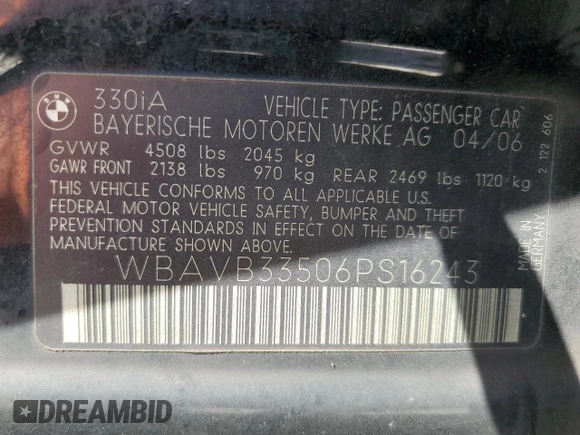 BMW
330iA VEHICLE TYPE: PASSENGER CAR
BAYERISCHE MOTOREN WERKE AG 04/06
GVWR 4508 lbs 2045 kg
GAWR FRONT 2138 lbs 970 kg REAR 2469 lbs 1120 kg
THIS VEHICLE CONFORMS TO ALL APPLICABLE U.S.
FEDERAL MOTOR VEHICLE SAFETY, BUMPER AND THEFT
PREVENTION STANDARDS IN EFFECT ON THE DATE OF
MANUFACTURE SHOWN ABOVE.
WBAVB33506PS16243
MADE IN
GERMANY
2 122 606
DREAMBID